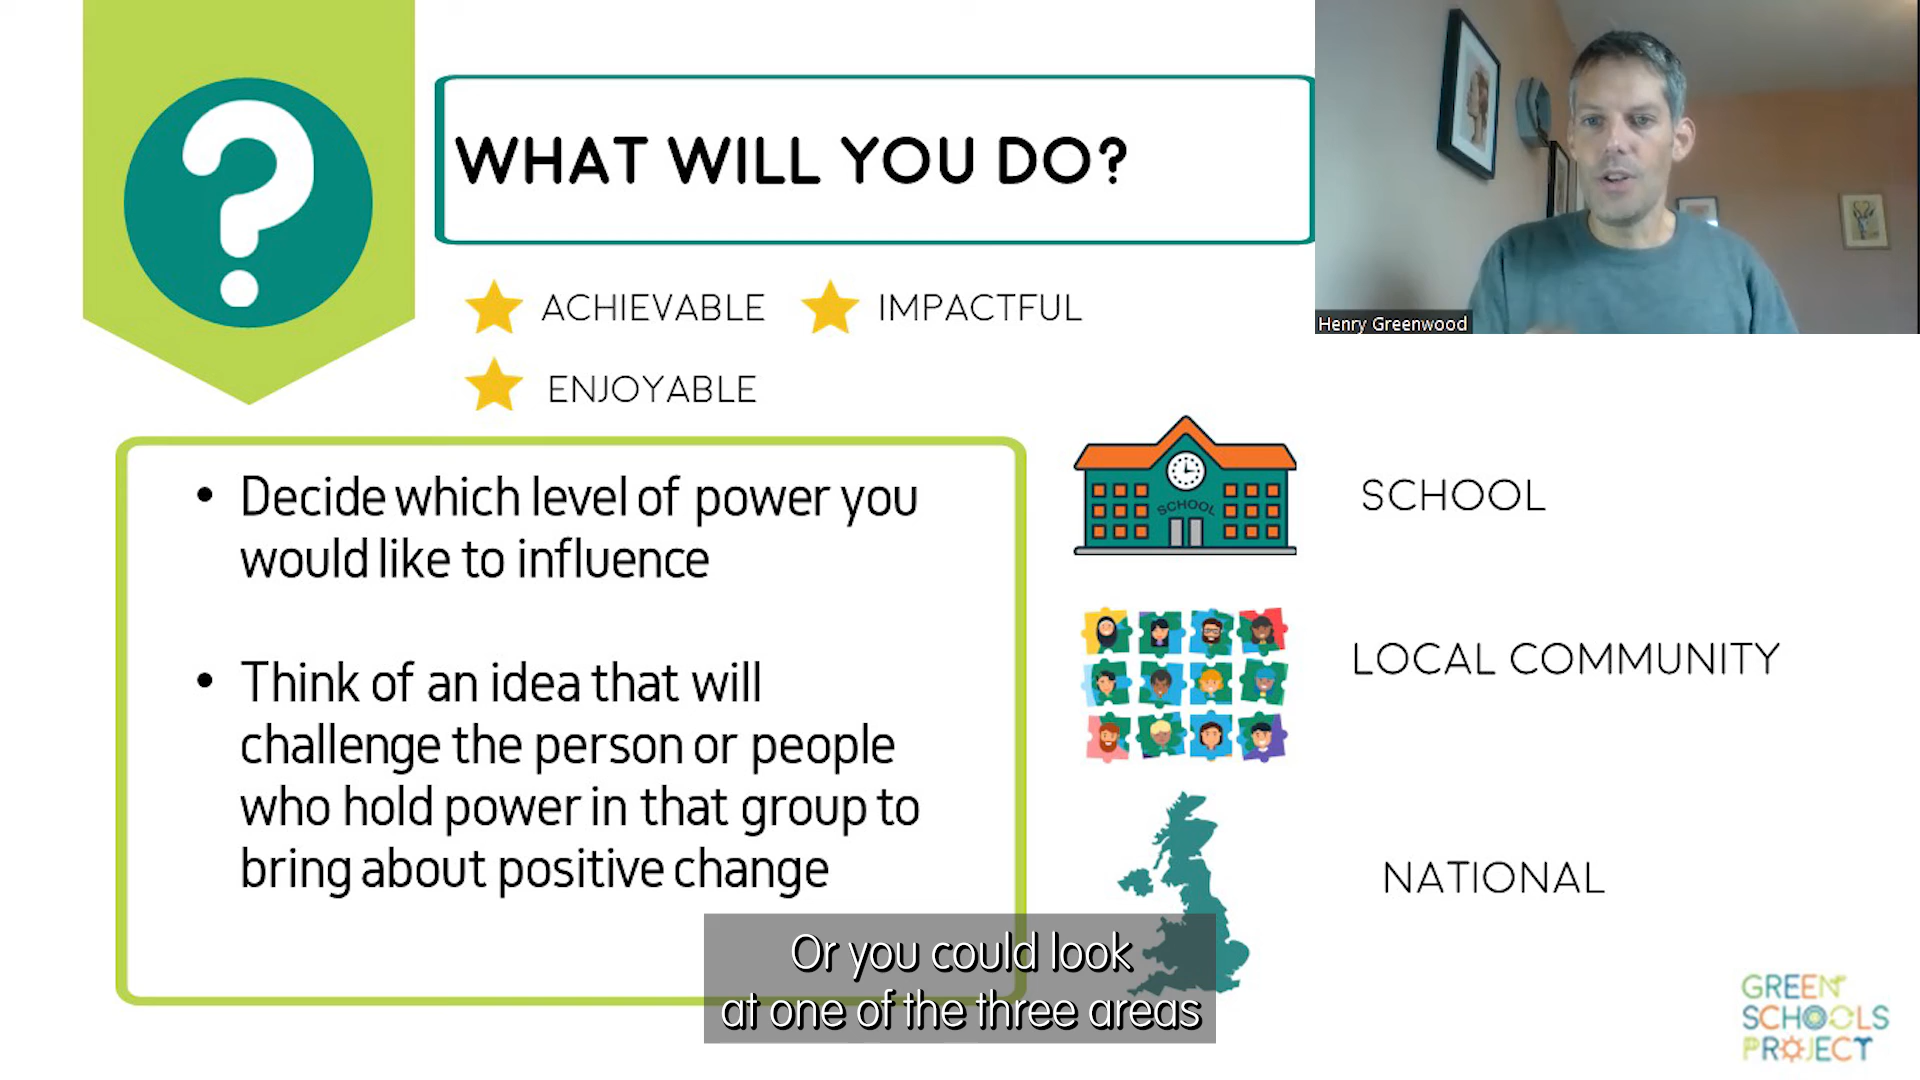 WHAT WILL YOU DO?
Henry Greenwood
ACHIEVABLE
IMPACTFUL
ENJOYABLE
• Decide which level of power you
would like to influence
• Think of an idea that will
challenge the person or people
who hold power in that group to
bring about positive change
SCHOOL
SCHOOL
LOCAL COMMUNITY
NATIONAL
Or you could look
at one of the three areas
GREEN
SCHOOLS
PROJECT